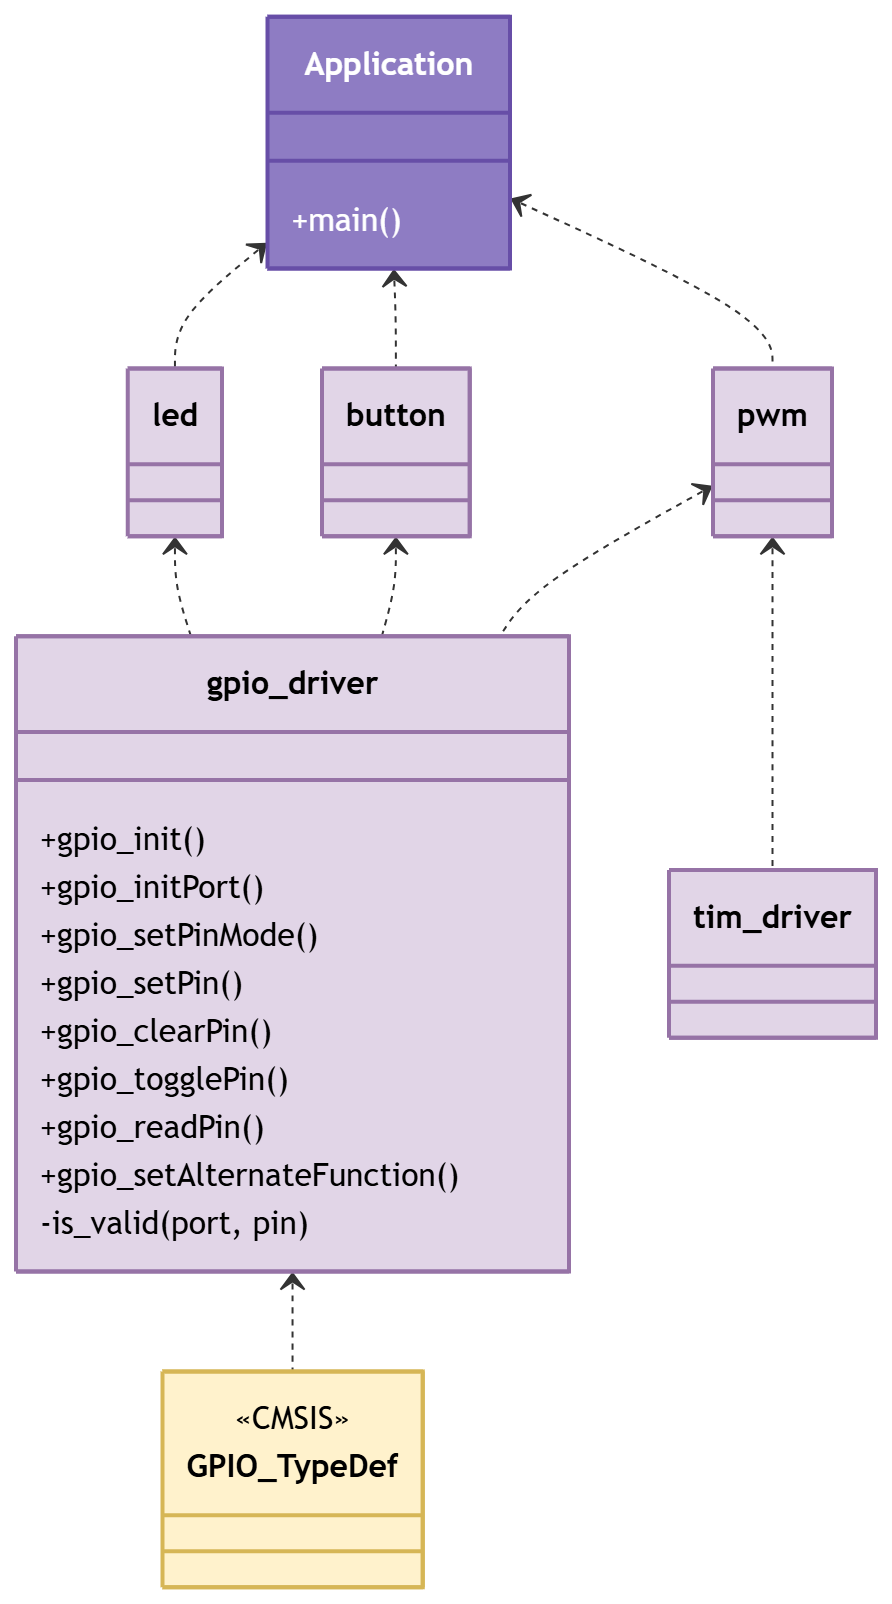 Application
+main()
led
button
pwm
gpio_driver
+gpio_init()
+gpio_initPort()
+gpio_setPinMode()
+gpio_setPin()
+gpio_clearPin()
+gpio_togglePin()
+gpio_readPin()
+gpio_setAlternateFunction()
-is_valid(port, pin)
tim_driver
«CMSIS»
GPIO_TypeDef